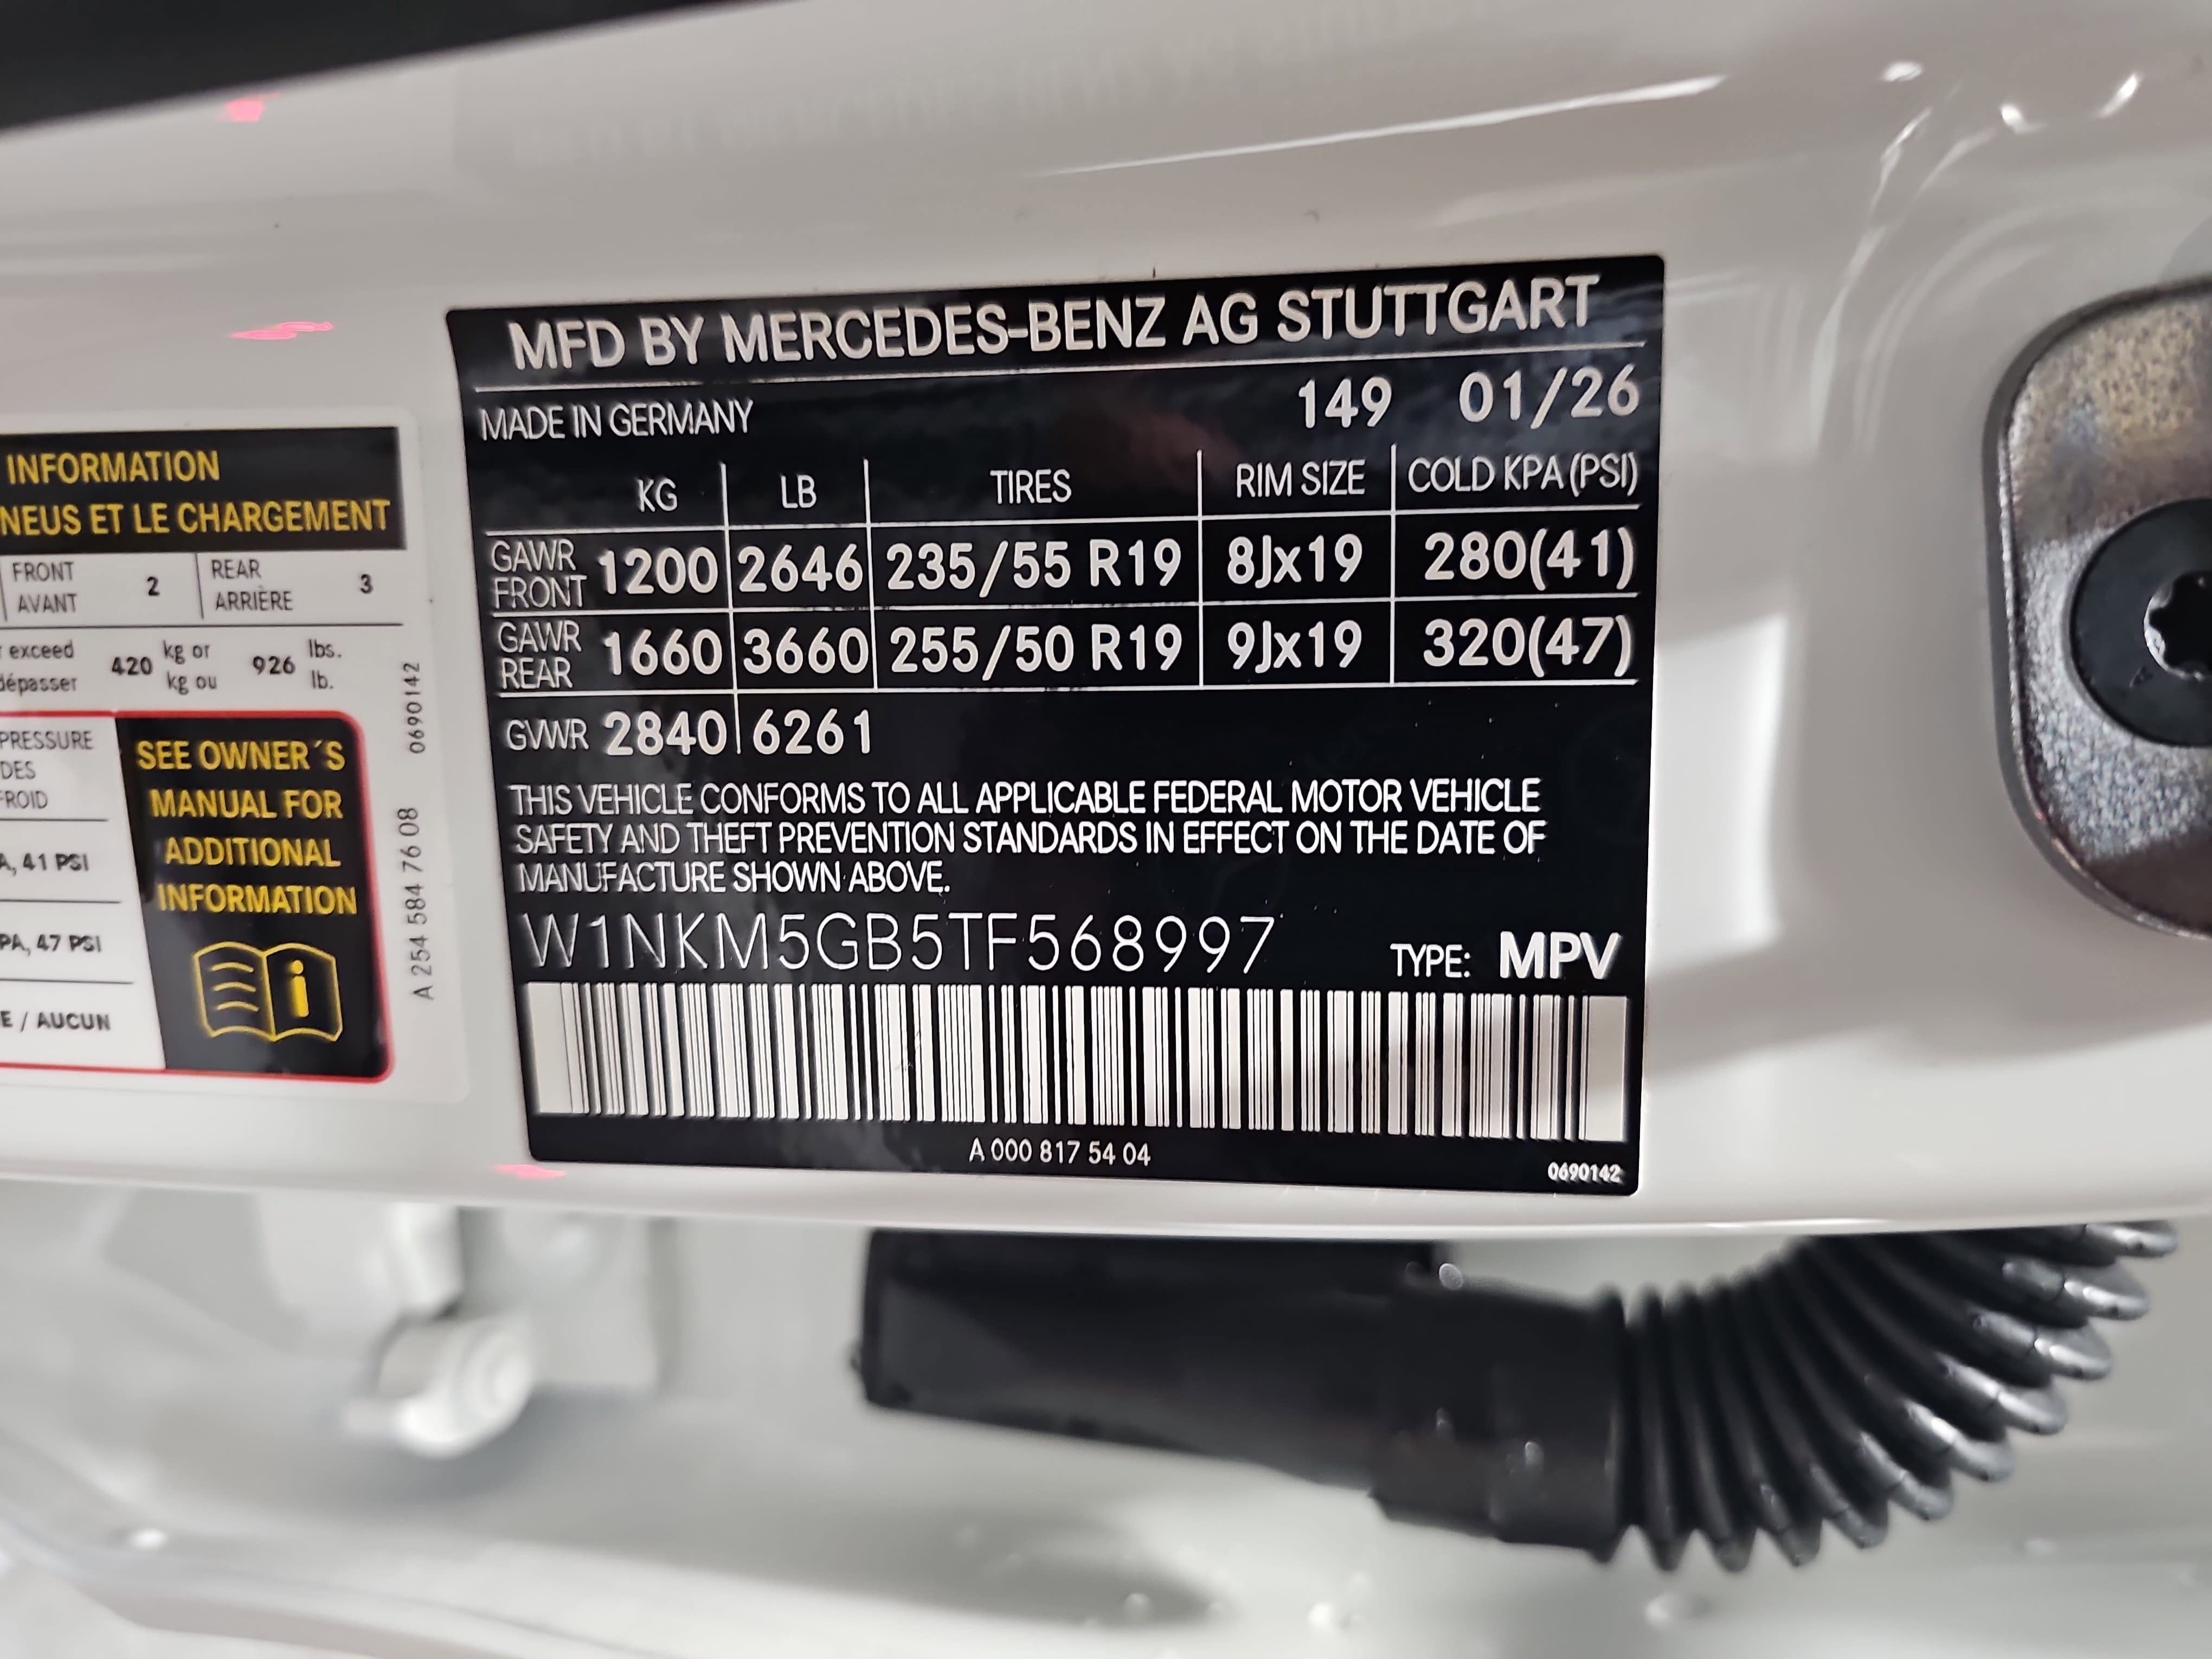 INFORMATION
NEUS ET LE CHARGEMENT
FRONT 2 REAR 3
AVANT ARRIÈRE
exceed 420 kg or 926 lbs.
dépasser kg ou lb.
PRESSURE
DES
FROID
, 41 PSI
PA, 47 PSI
E / AUCUN
SEE OWNER´S
MANUAL FOR
ADDITIONAL
INFORMATION
A 254 584 76 08 0690142
MFD BY MERCEDES-BENZ AG STUTTGART
MADE IN GERMANY 149 01/26
KG LB TIRES RIM SIZE COLD KPA (PSI)
GAWR FRONT 1200 2646 235/55 R19 8Jx19 280(41)
GAWR REAR 1660 3660 255/50 R19 9Jx19 320(47)
GVWR 2840 6261
THIS VEHICLE CONFORMS TO ALL APPLICABLE FEDERAL MOTOR VEHICLE
SAFETY AND THEFT PREVENTION STANDARDS IN EFFECT ON THE DATE OF
MANUFACTURE SHOWN ABOVE.
W1NKM5GB5TF568997 TYPE: MPV
A 000 817 54 04
0690142